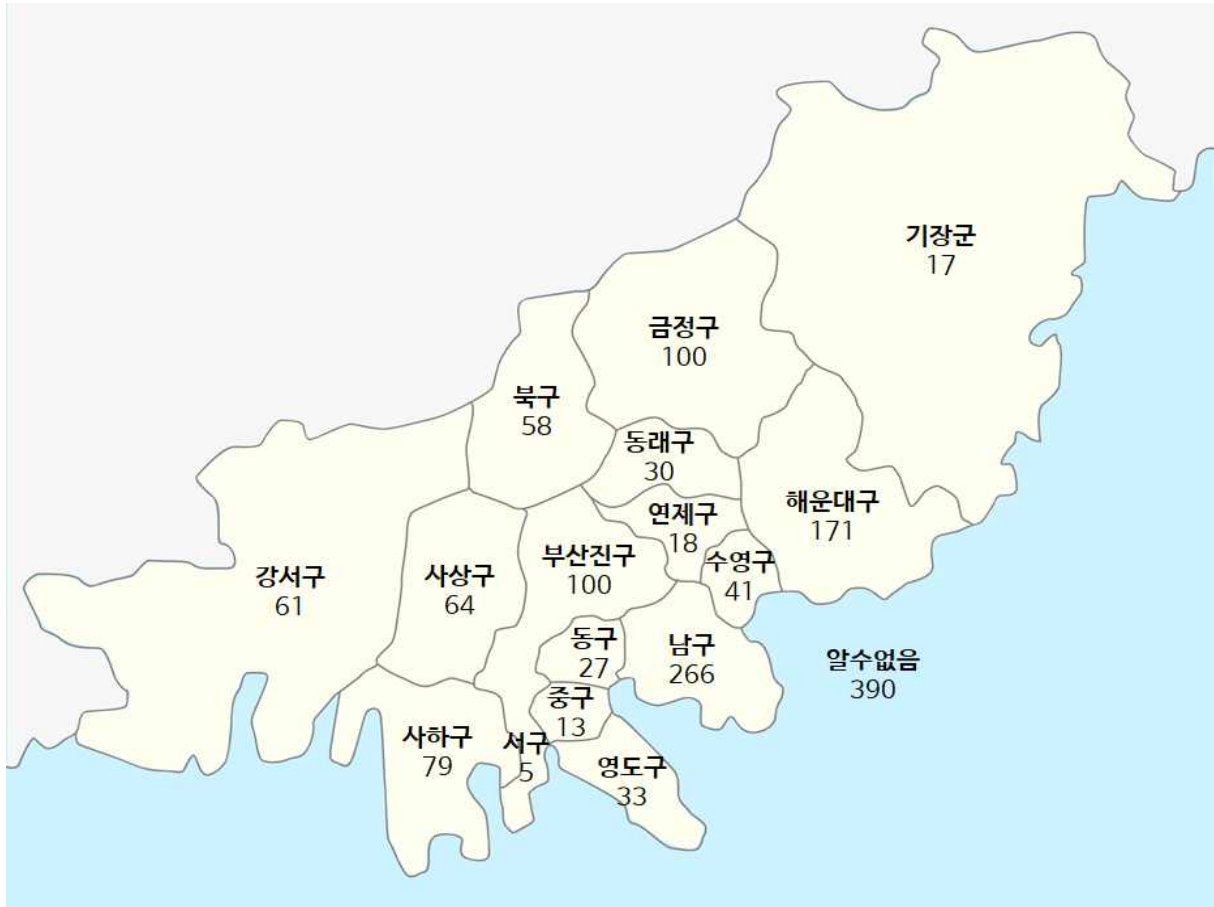 기장군
17
금정구
100
북구
58
동래구
30
해운대구
171
연제구
18
수영구
41
부산진구
100
강서구
61
사상구
64
동구
27
남구
266
알수없음
390
중구
13
사하구
79
서구
5
영도구
33